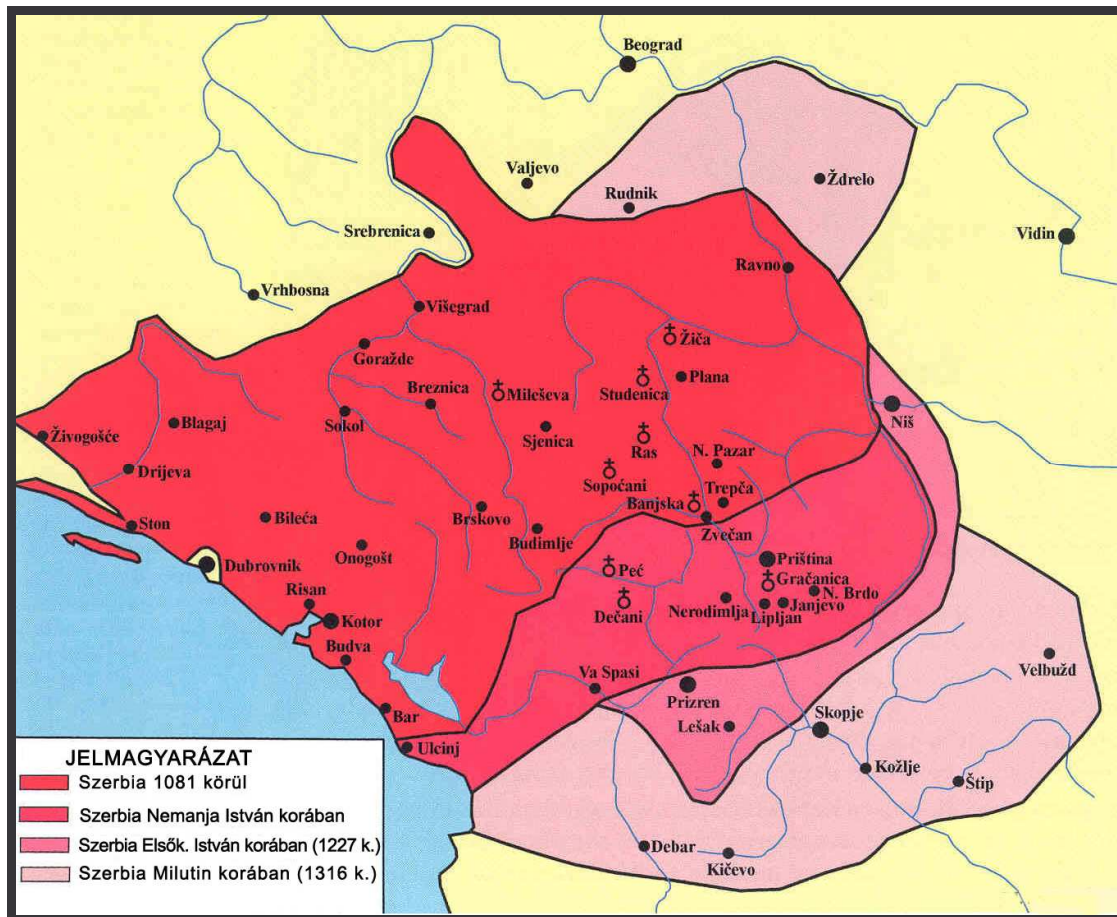 Beograd
Valjevo
Ždrelo
Rudnik
Srebrenica
Vidin
Ravno
Vrhbosna
Višegrad
Žiča
Goražde
Plana
Breznica
Mileševa
Studenica
Niš
Sokol
Blagaj
Sjenica
Živogošće
Ras
N. Pazar
Drijeva
Sopoćani
Trepča
Banjska
Brskovo
Bileća
Ston
Zvečan
Budimlje
Onogošt
Priština
Dubrovnik
Peć
Gračanica
Risan
N. Brdo
Dečani
Nerodimlja
Janjevo
Lipljan
Kotor
Budva
Velbužd
Va Spasi
Prizren
Bar
Lešak
Skopje
Ulcinj
Kožlje
Štip
Debar
Kičevo
JELMAGYARÁZAT
Szerbia 1081 körül
Szerbia Nemanja István korában
Szerbia Elsők. István korában (1227 k.)
Szerbia Milutin korában (1316 k.)